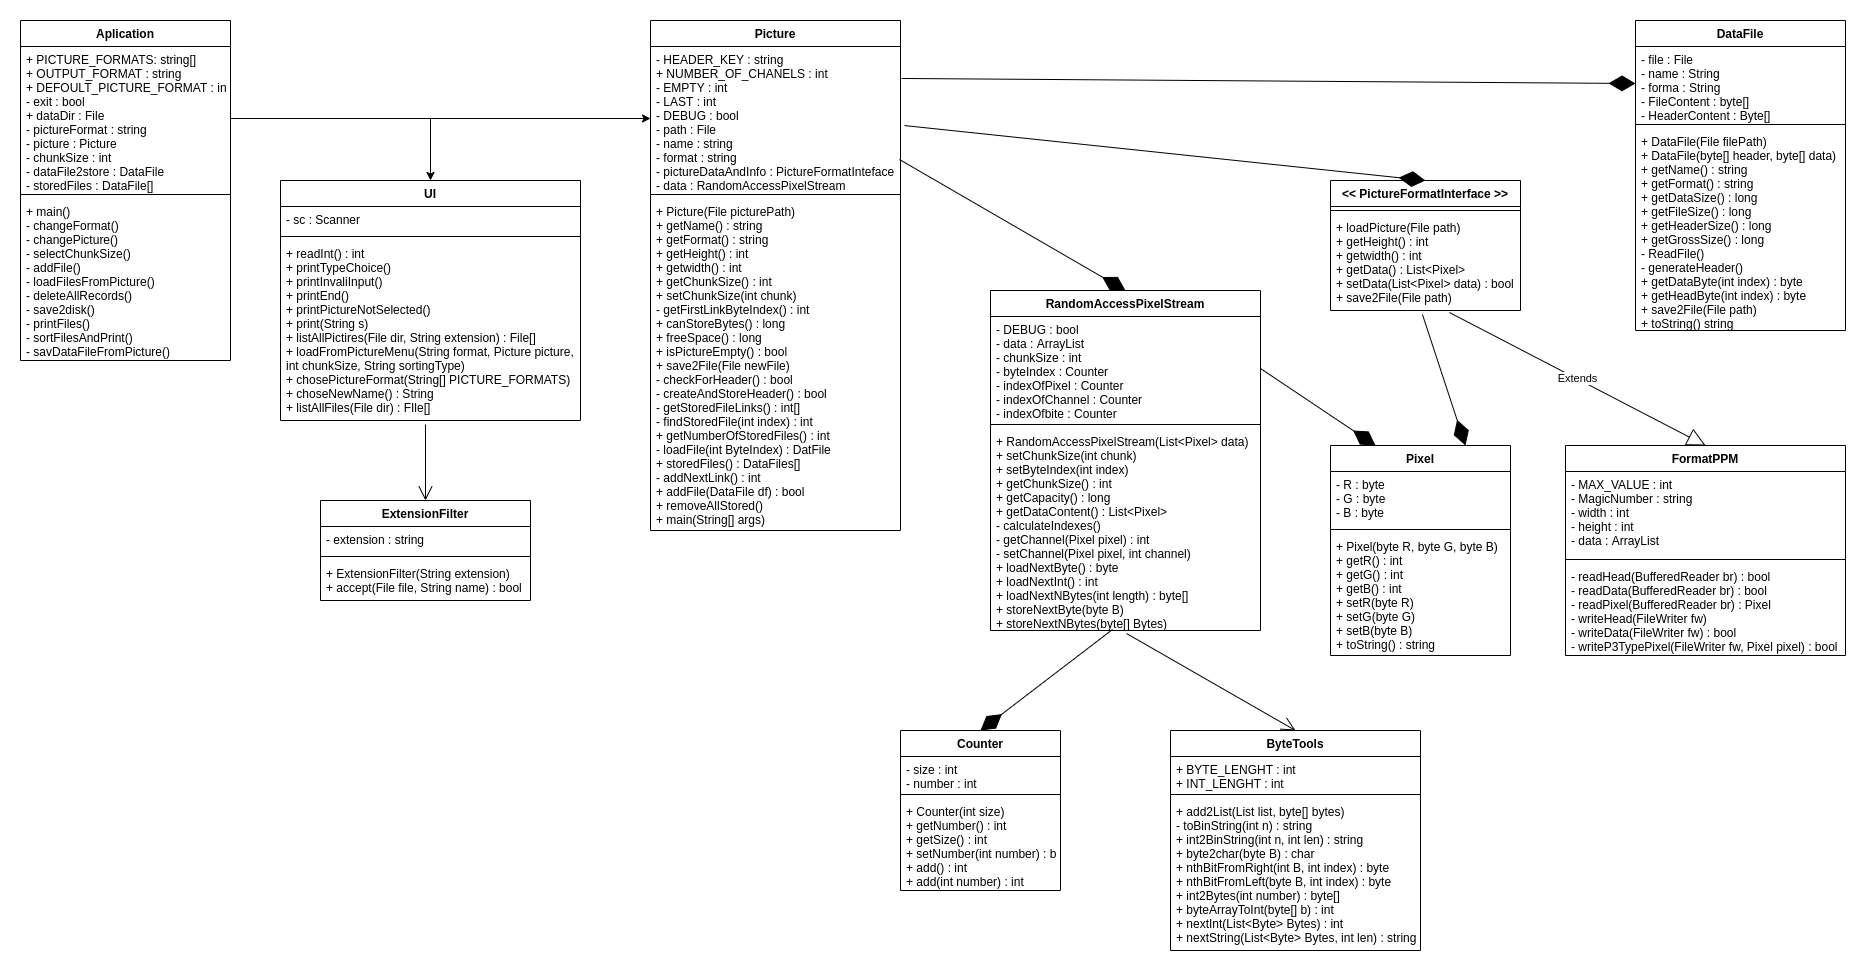 Aplication
+ PICTURE_FORMATS: string[]
+ OUTPUT_FORMAT : string
+ DEFOULT_PICTURE_FORMAT : in
- exit : bool
+ dataDir : File
- pictureFormat : string
- picture : Picture
- chunkSize : int
- dataFile2store : DataFile
- storedFiles : DataFile[]
+ main()
- changeFormat()
- changePicture()
- selectChunkSize()
- addFile()
- loadFilesFromPicture()
- deleteAllRecords()
- save2disk()
- printFiles()
- sortFilesAndPrint()
- savDataFileFromPicture()
UI
- sc : Scanner
+ readInt() : int
+ printTypeChoice()
+ printInvaliInput()
+ printEnd()
+ printPictureNotSelected()
+ print(String s)
+ listAllPictires(File dir, String extension) : File[]
+ loadFromPictureMenu(String format, Picture picture,
int chunkSize, String sortingType)
+ chosePictureFormat(String[] PICTURE_FORMATS)
+ choseNewName() : String
+ listAllFiles(File dir) : FIle[]
ExtensionFilter
- extension : string
+ ExtensionFilter(String extension)
+ accept(File file, String name) : bool
Picture
- HEADER_KEY : string
+ NUMBER_OF_CHANELS : int
- EMPTY : int
- LAST : int
- DEBUG : bool
- path : File
- name : string
- format : string
- pictureDataAndInfo : PictureFormatInteface
- data : RandomAccessPixelStream
+ Picture(File picturePath)
+ getName() : string
+ getFormat() : string
+ getHeight() : int
+ getwidth() : int
+ getChunkSize() : int
+ setChunkSize(int chunk)
- getFirstLinkByteIndex() : int
+ canStoreBytes() : long
+ freeSpace() : long
+ isPictureEmpty() : bool
+ save2File(File newFile)
- checkForHeader() : bool
- createAndStoreHeader() : bool
- getStoredFileLinks() : int[]
- findStoredFile(int index) : int
+ getNumberOfStoredFiles() : int
- loadFile(int ByteIndex) : DatFile
+ storedFiles() : DataFiles[]
- addNextLink() : int
+ addFile(DataFile df) : bool
+ removeAllStored()
+ main(String[] args)
RandomAccessPixelStream
- DEBUG : bool
- data : ArrayList
- chunkSize : int
- byteIndex : Counter
- indexOfPixel : Counter
- indexOfChannel : Counter
- indexOfbite : Counter
+ RandomAccessPixelStream(List<Pixel> data)
+ setChunkSize(int chunk)
+ setByteIndex(int index)
+ getChunkSize() : int
+ getCapacity() : long
+ getDataContent() : List<Pixel>
- calculateIndexes()
- getChannel(Pixel pixel) : int
- setChannel(Pixel pixel, int channel)
+ loadNextByte() : byte
+ loadNextInt() : int
+ loadNextNBytes(int length) : byte[]
+ storeNextByte(byte B)
+ storeNextNBytes(byte[] Bytes)
Counter
- size : int
- number : int
+ Counter(int size)
+ getNumber() : int
+ getSize() : int
+ setNumber(int number) : b
+ add() : int
+ add(int number) : int
ByteTools
+ BYTE_LENGHT : int
+ INT_LENGHT : int
+ add2List(List list, byte[] bytes)
- toBinString(int n) : string
+ int2BinString(int n, int len) : string
+ byte2char(byte B) : char
+ nthBitFromRight(int B, int index) : byte
+ nthBitFromLeft(byte B, int index) : byte
+ int2Bytes(int number) : byte[]
+ byteArrayToInt(byte[] b) : int
+ nextInt(List<Byte> Bytes) : int
+ nextString(List<Byte> Bytes, int len) : string
<< PictureFormatInterface >>
+ loadPicture(File path)
+ getHeight() : int
+ getwidth() : int
+ getData() : List<Pixel>
+ setData(List<Pixel> data) : bool
+ save2File(File path)
Pixel
- R : byte
- G : byte
- B : byte
+ Pixel(byte R, byte G, byte B)
+ getR() : int
+ getG() : int
+ getB() : int
+ setR(byte R)
+ setG(byte G)
+ setB(byte B)
+ toString() : string
Extends
DataFile
- file : File
- name : String
- forma : String
- FileContent : byte[]
- HeaderContent : Byte[]
+ DataFile(File filePath)
+ DataFile(byte[] header, byte[] data)
+ getName() : string
+ getFormat() : string
+ getDataSize() : long
+ getFileSize() : long
+ getHeaderSize() : long
+ getGrossSize() : long
- ReadFile()
- generateHeader()
+ getDataByte(int index) : byte
+ getHeadByte(int index) : byte
+ save2File(File path)
+ toString() string
FormatPPM
- MAX_VALUE : int
- MagicNumber : string
- width : int
- height : int
- data : ArrayList
- readHead(BufferedReader br) : bool
- readData(BufferedReader br) : bool
- readPixel(BufferedReader br) : Pixel
- writeHead(FileWriter fw)
- writeData(FileWriter fw) : bool
- writeP3TypePixel(FileWriter fw, Pixel pixel) : bool